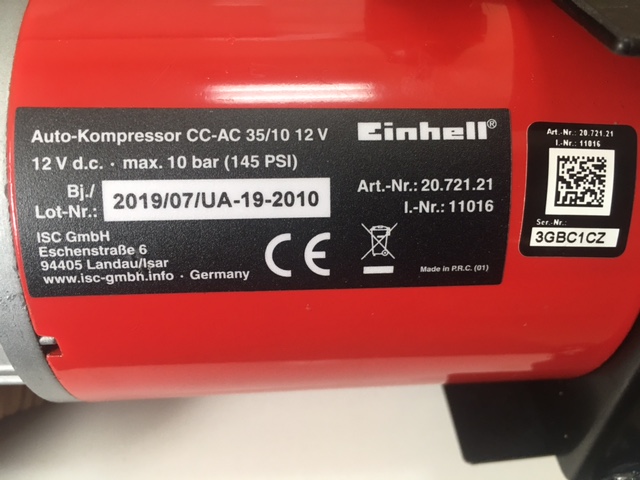 Auto-Kompressor CC-AC 35/10 12 V
Einhell®
12 V d.c. · max. 10 bar (145 PSI)
Bj./
Lot-Nr.:
2019/07/UA-19-2010
Art.-Nr.: 20.721.21
I.-Nr.: 11016
ISC GmbH
Eschenstraße 6
94405 Landau/Isar
www.isc-gmbh.info · Germany
CE
Made in P.R.C. (01)
Art.-Nr.: 20.721.21
I.-Nr.: 11016
Ser.-Nr.:
3GBC1CZ